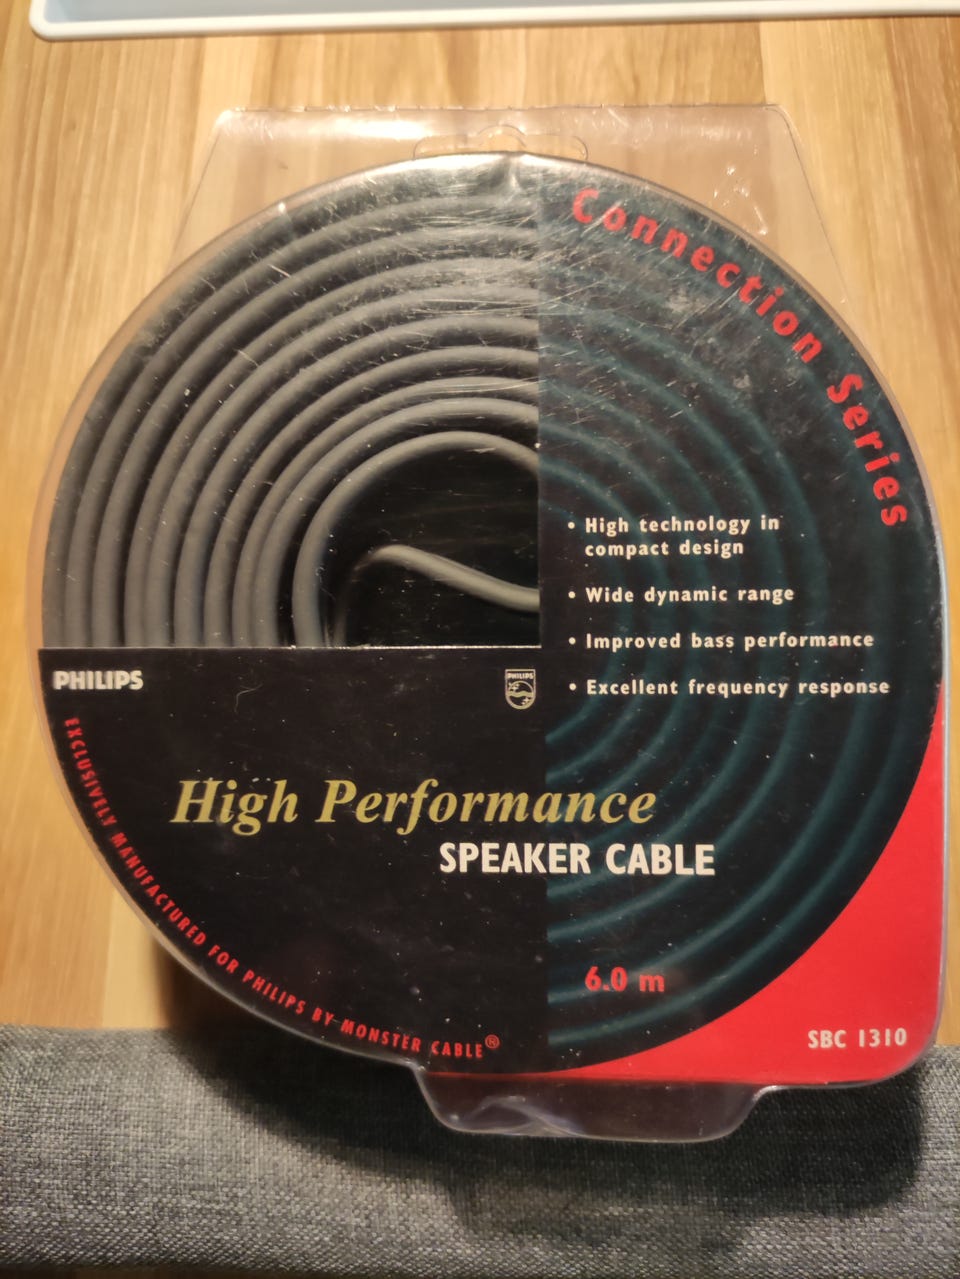 Connection Series
• High technology in
compact design
• Wide dynamic range
• Improved bass performance
• Excellent frequency response
PHILIPS
PHILIPS
EXCLUSIVELY MANUFACTURED FOR PHILIPS BY MONSTER CABLE®
High Performance
SPEAKER CABLE
6.0 m
SBC 1310